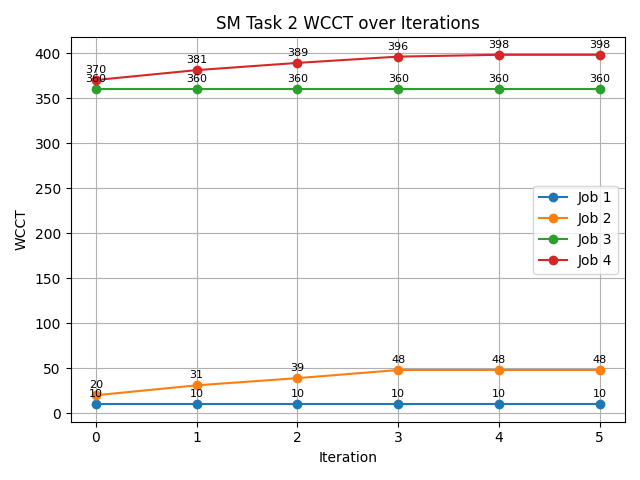 SM Task 2 WCCT over Iterations
WCCT
400
350
300
250
200
150
100
50
0
370 381 389 396 398 398
360 360 360 360 360 360
20 31 39 48 48 48
10 10 10 10 10 10
Job 1
Job 2
Job 3
Job 4
0 1 2 3 4 5
Iteration